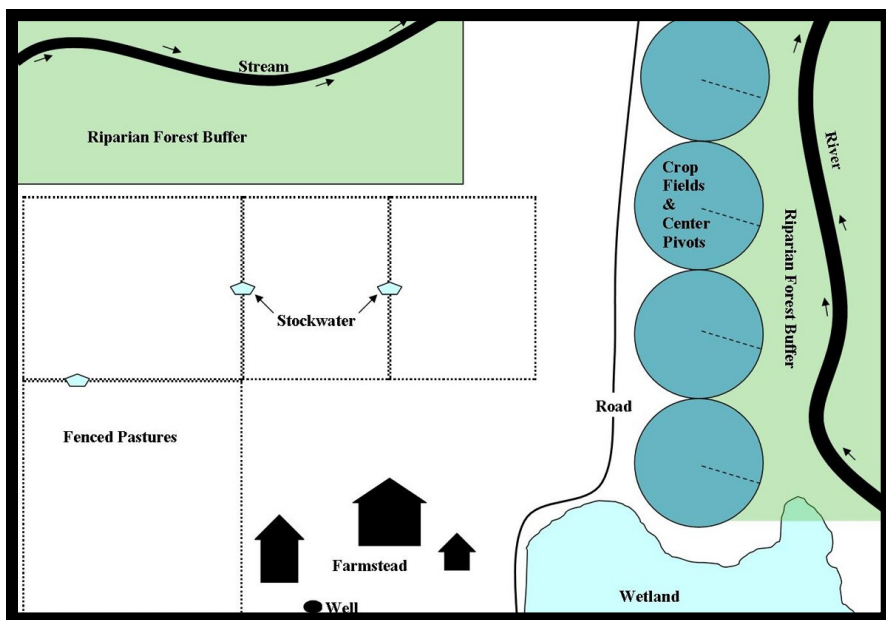 Stream
Riparian Forest Buffer
River
Crop
Fields
&
Center
Pivots
Riparian Forest Buffer
Stockwater
Road
Fenced Pastures
Farmstead
Wetland
Well